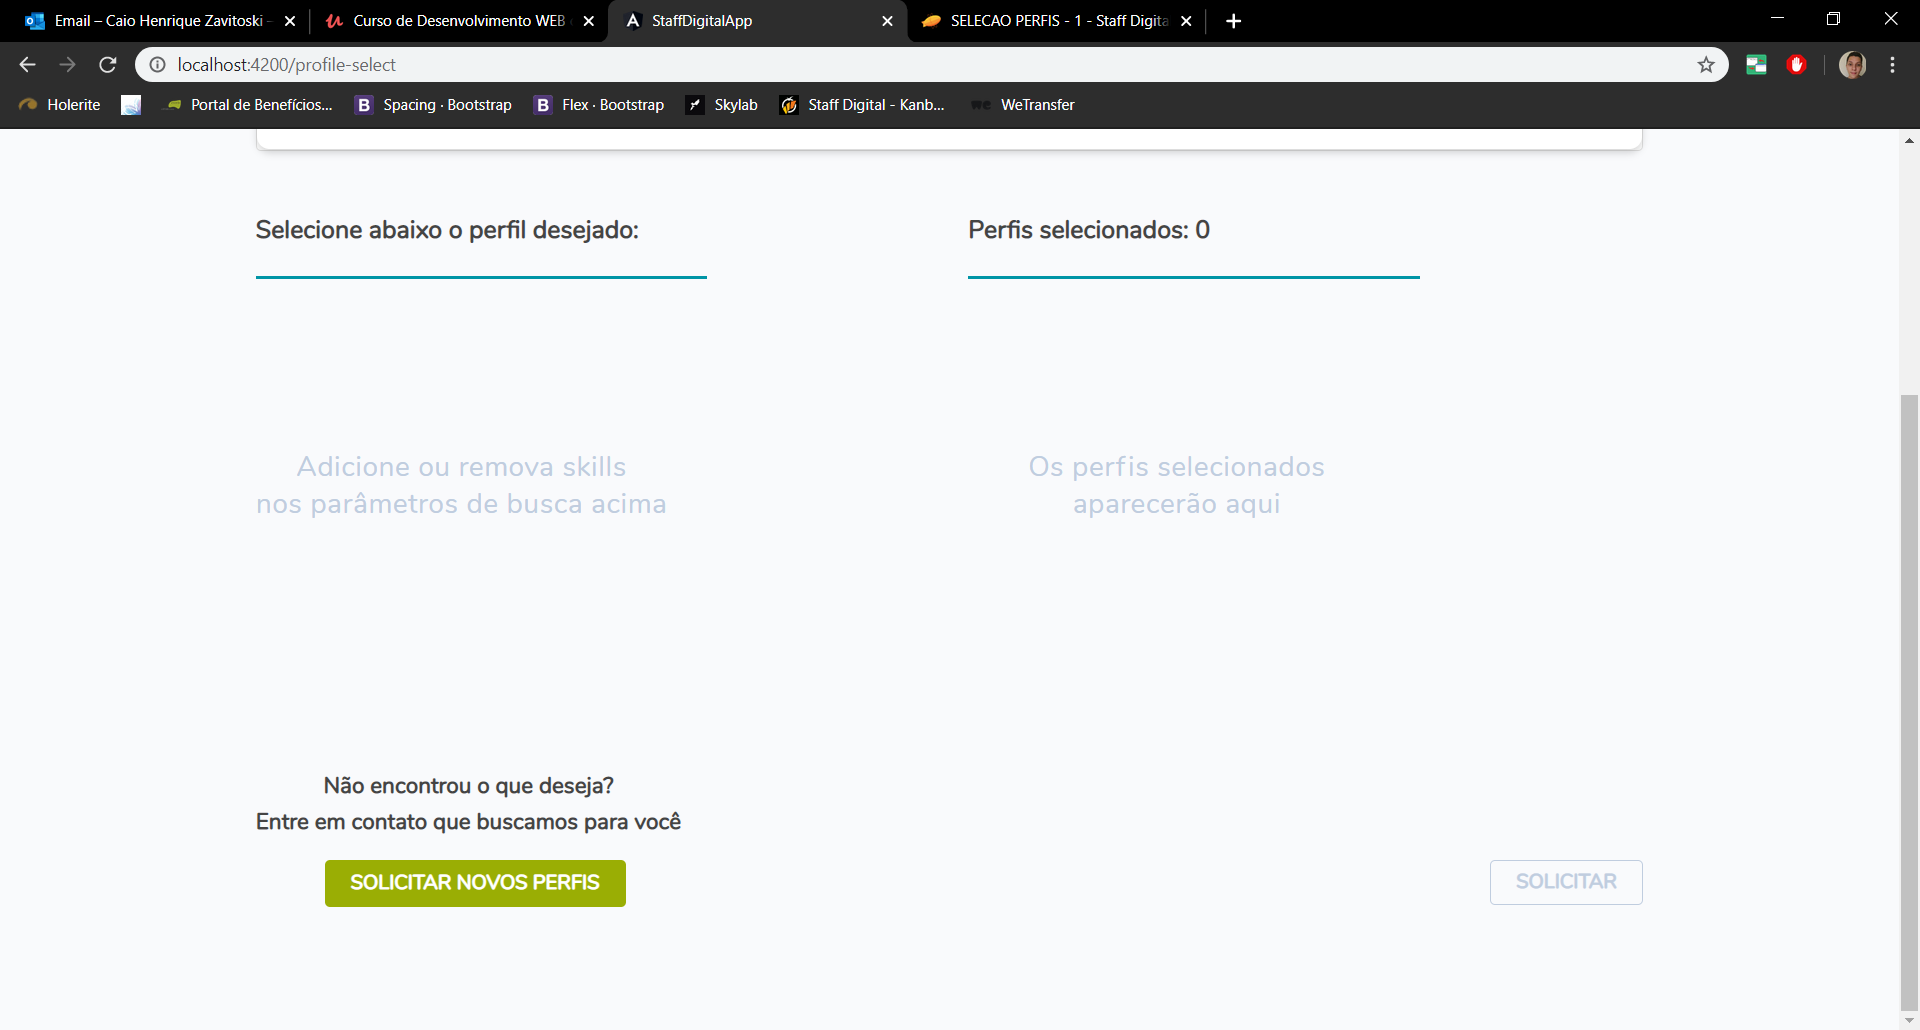 Email – Caio Henrique Zavitoski -
Curso de Desenvolvimento WEB
StaffDigitalApp
SELECAO PERFIS - 1 - Staff Digita
localhost:4200/profile-select
Holerite
Portal de Benefícios...
B Spacing · Bootstrap
B Flex · Bootstrap
Skylab
Staff Digital - Kanb...
we WeTransfer
Selecione abaixo o perfil desejado:
Perfis selecionados: 0
Adicione ou remova skills
nos parâmetros de busca acima
Os perfis selecionados
aparecerão aqui
Não encontrou o que deseja?
Entre em contato que buscamos para você
SOLICITAR NOVOS PERFIS
SOLICITAR